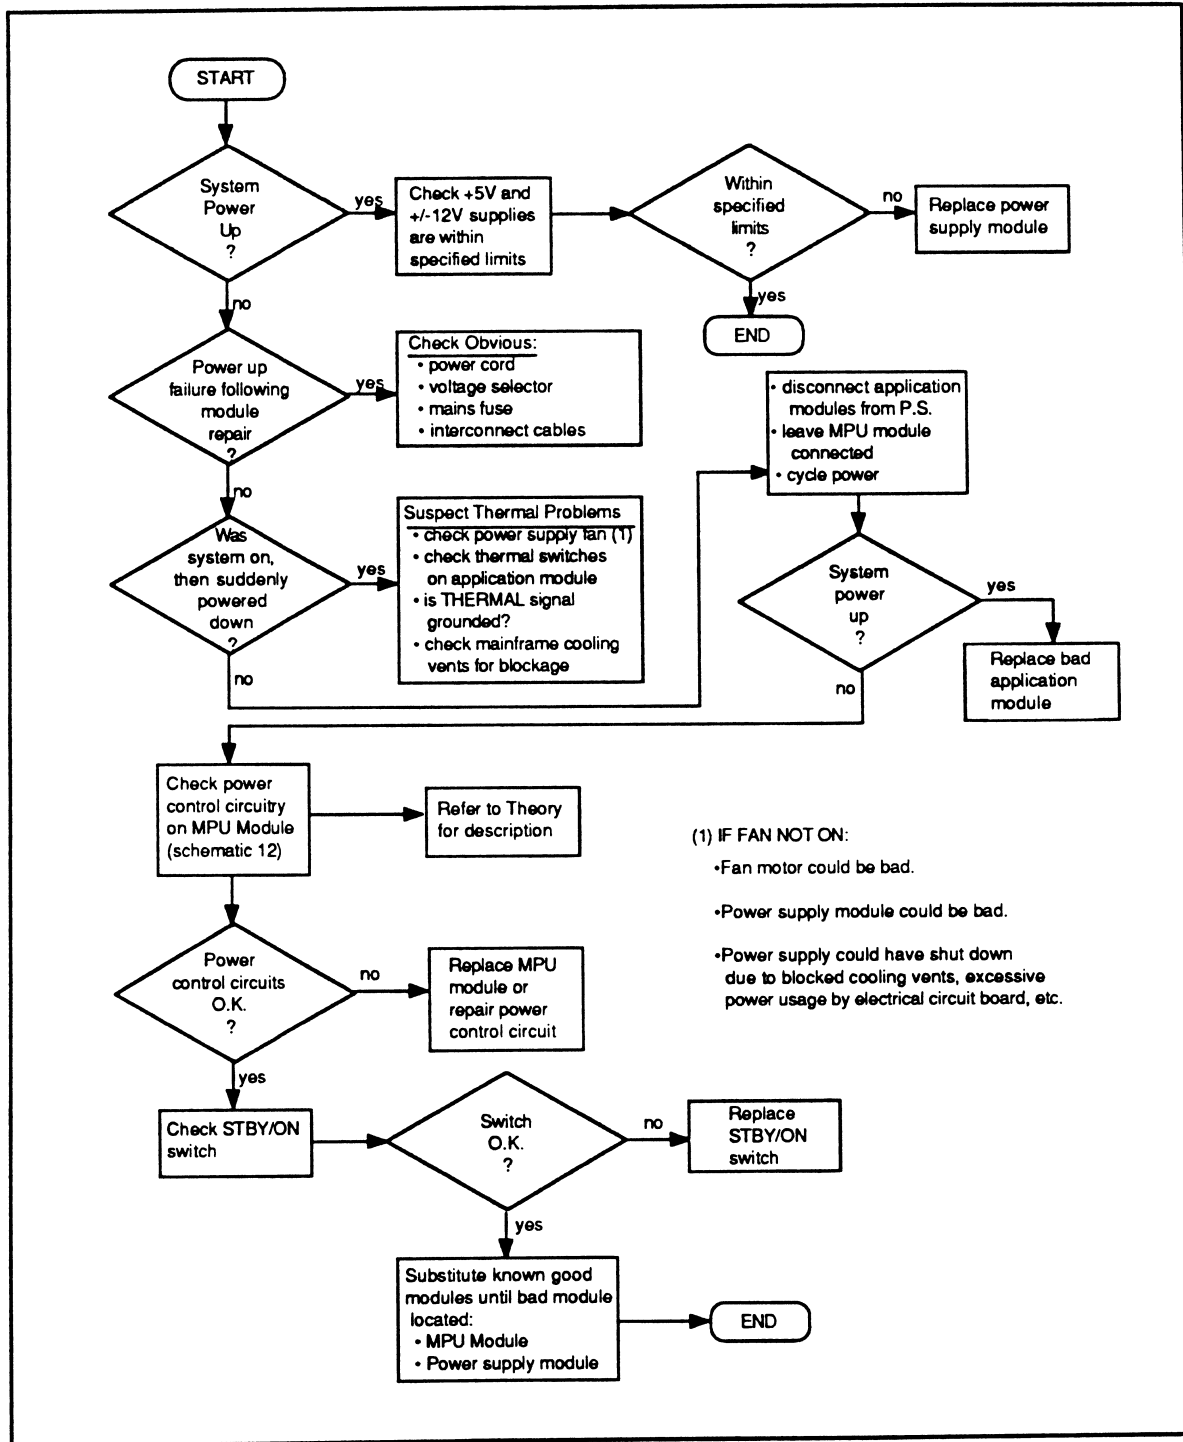 START
System
Power
Up
?
yes
no
Check +5V and
+/-12V supplies
are within
specified limits
Within
specified
limits
?
no
yes
Replace power
supply module
END
Power up
failure following
module
repair
?
yes
no
Check Obvious:
• power cord
• voltage selector
• mains fuse
• interconnect cables
• disconnect application
modules from P.S.
• leave MPU module
connected
• cycle power
Was
system on,
then suddenly
powered
down
?
yes
no
Suspect Thermal Problems
• check power supply fan (1)
• check thermal switches
on application module
• is THERMAL signal
grounded?
• check mainframe cooling
vents for blockage
System
power
up
?
yes
no
Replace bad
application
module
Check power
control circuitry
on MPU Module
(schematic 12)
Refer to Theory
for description
(1) IF FAN NOT ON:
•Fan motor could be bad.
•Power supply module could be bad.
•Power supply could have shut down
due to blocked cooling vents, excessive
power usage by electrical circuit board, etc.
Power
control circuits
O.K.
?
no
yes
Replace MPU
module or
repair power
control circuit
Check STBY/ON
switch
Switch
O.K.
?
no
yes
Replace
STBY/ON
switch
Substitute known good
modules until bad module
located:
• MPU Module
• Power supply module
END